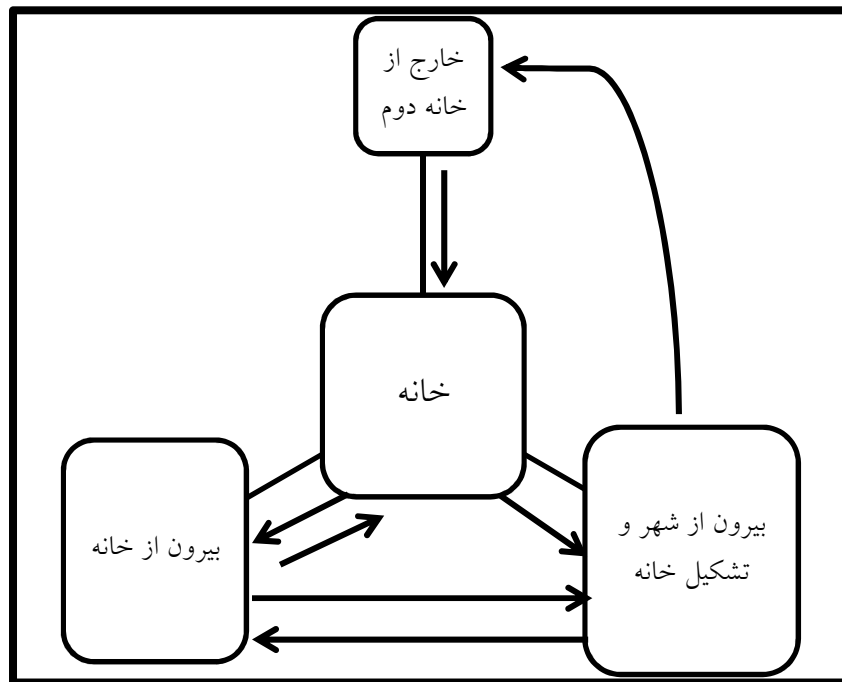 خارج از
خانه دوم
خانه
بیرون از شهر و
تشکیل خانه
بیرون از خانه